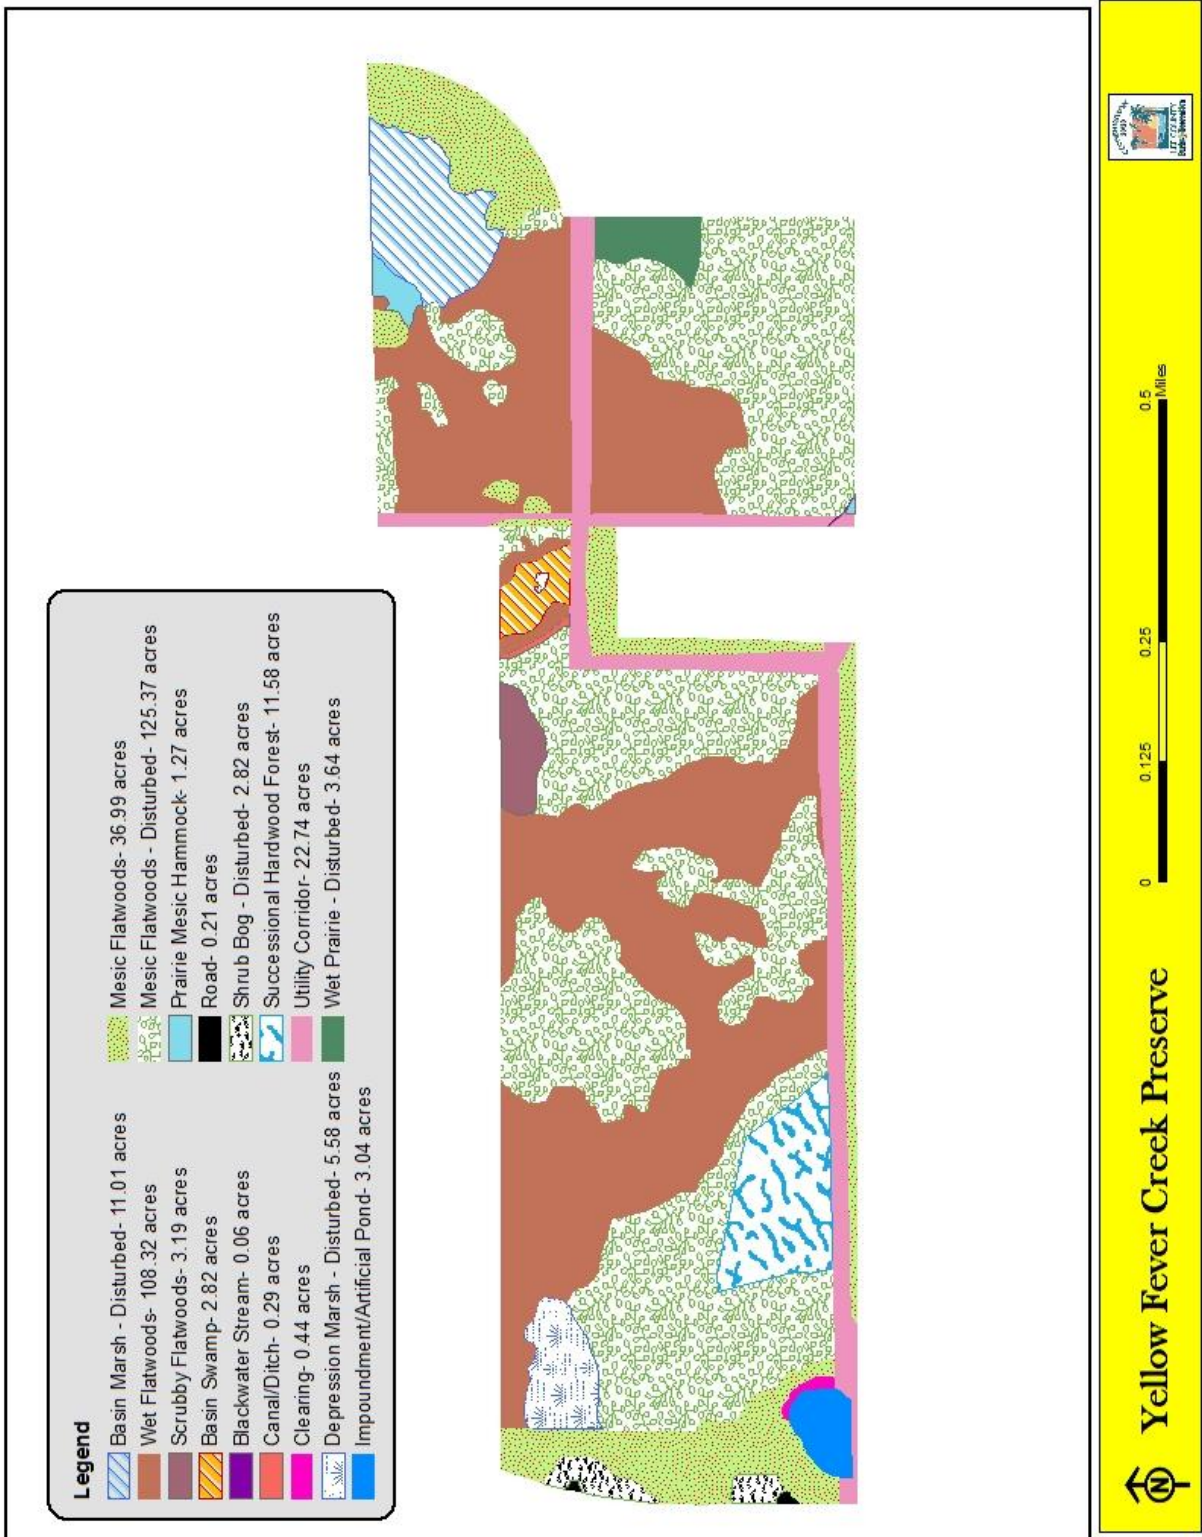 Legend
Basin Marsh - Disturbed- 11.01 acres
Wet Flatwoods- 108.32 acres
Scrubby Flatwoods- 3.19 acres
Basin Swamp- 2.82 acres
Blackwater Stream- 0.06 acres
Canal/Ditch- 0.29 acres
Clearing- 0.44 acres
Depression Marsh - Disturbed- 5.58 acres
Impoundment/Artificial Pond- 3.04 acres
Mesic Flatwoods- 36.99 acres
Mesic Flatwoods - Disturbed- 125.37 acres
Prairie Mesic Hammock- 1.27 acres
Road- 0.21 acres
Shrub Bog - Disturbed- 2.82 acres
Successional Hardwood Forest- 11.58 acres
Utility Corridor- 22.74 acres
Wet Prairie - Disturbed- 3.64 acres
N
Yellow Fever Creek Preserve
0 0.125 0.25 0.5
Miles
LEE COUNTY